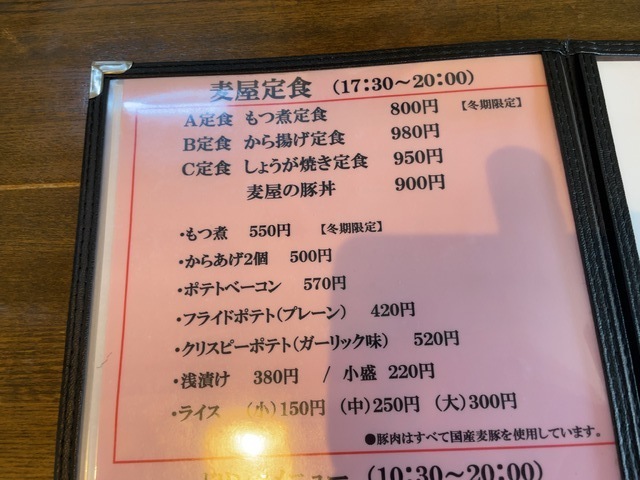 麦屋定食 (17:30~20:00)
A定食 もつ煮定食 800円 【冬期限定】
B定食 から揚げ定食 980円
C定食 しょうが焼き定食 950円
麦屋の豚丼 900円
・もつ煮 550円 【冬期限定】
・からあげ2個 500円
・ポテトベーコン 570円
・フライドポテト(プレーン) 420円
・クリスピーポテト(ガーリック味) 520円
・浅漬け 380円 / 小盛 220円
・ライス (小)150円 (中)250円 (大)300円
●豚肉はすべて国産麦豚を使用しています。
メニュー (10:30~20:00)